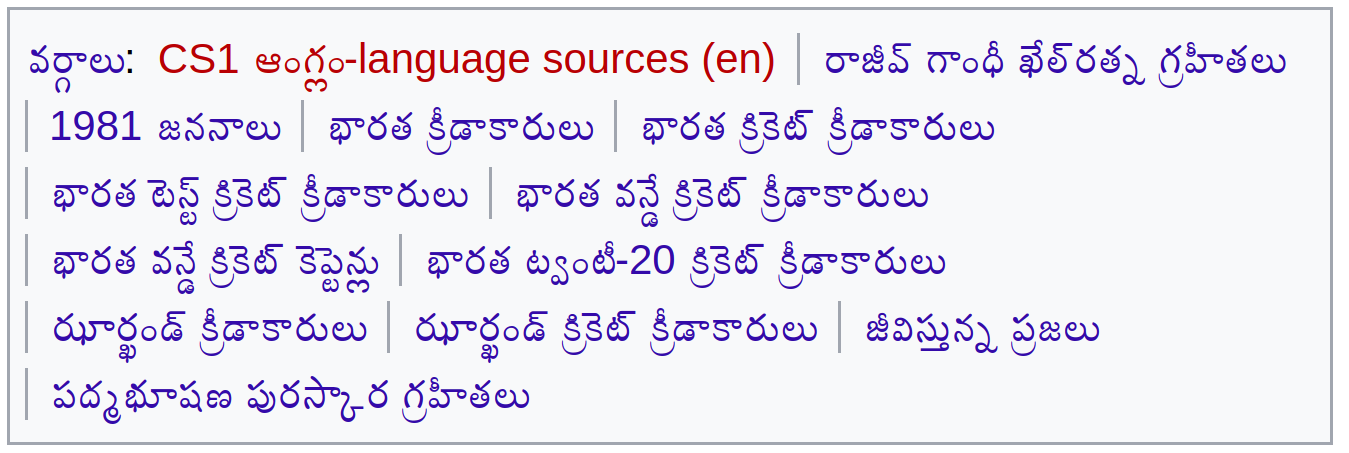 వర్గాలు: CS1 ఆంగ్లం-language sources (en) | రాజీవ్ గాంధీ ఖేల్‌రత్న గ్రహీతలు
| 1981 జననాలు | భారత క్రీడాకారులు | భారత క్రికెట్ క్రీడాకారులు
| భారత టెస్ట్ క్రికెట్ క్రీడాకారులు | భారత వన్డే క్రికెట్ క్రీడాకారులు
| భారత వన్డే క్రికెట్ కెప్టెన్లు | భారత ట్వంటీ-20 క్రికెట్ క్రీడాకారులు
| ఝార్ఖండ్ క్రీడాకారులు | ఝార్ఖండ్ క్రికెట్ క్రీడాకారులు | జీవిస్తున్న ప్రజలు
| పద్మభూషణ పురస్కార గ్రహీతలు